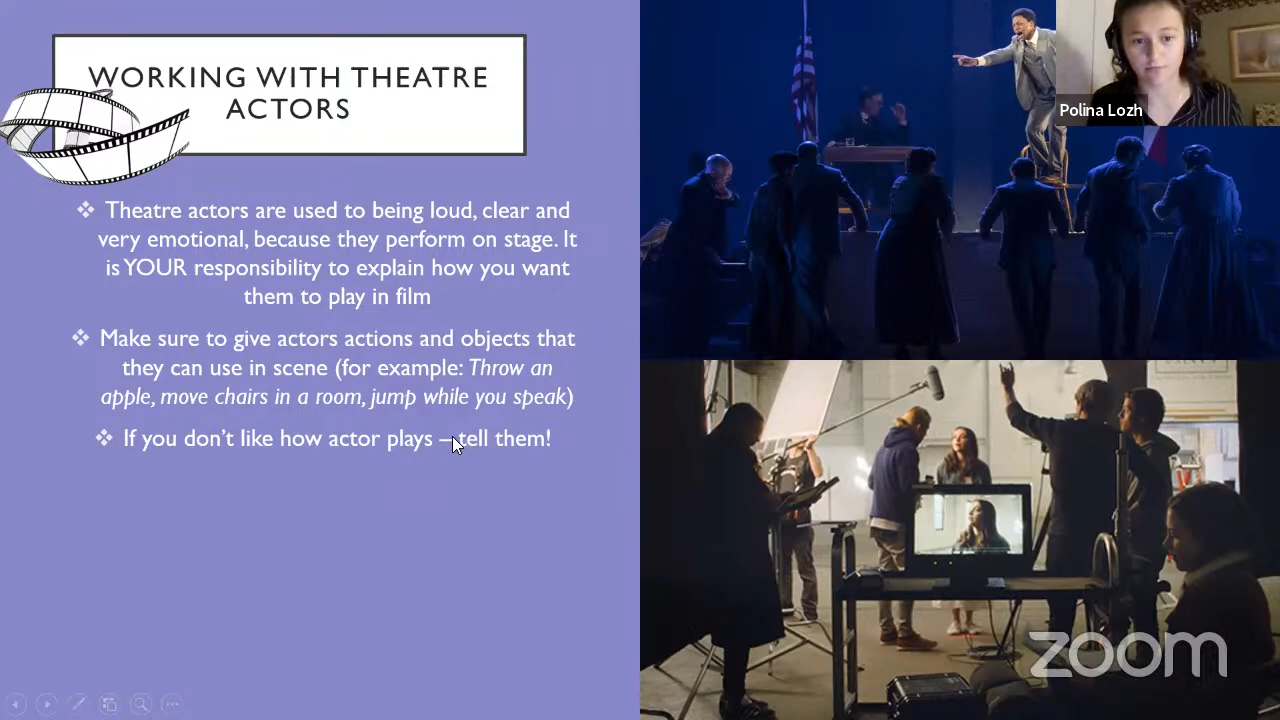 WORKING WITH THEATRE
ACTORS
Polina Lozh
Theatre actors are used to being loud, clear and
very emotional, because they perform on stage. It
is YOUR responsibility to explain how you want
them to play in film
Make sure to give actors actions and objects that
they can use in scene (for example: Throw an
apple, move chairs in a room, jump while you speak)
If you don't like how actor plays – tell them!
zoom